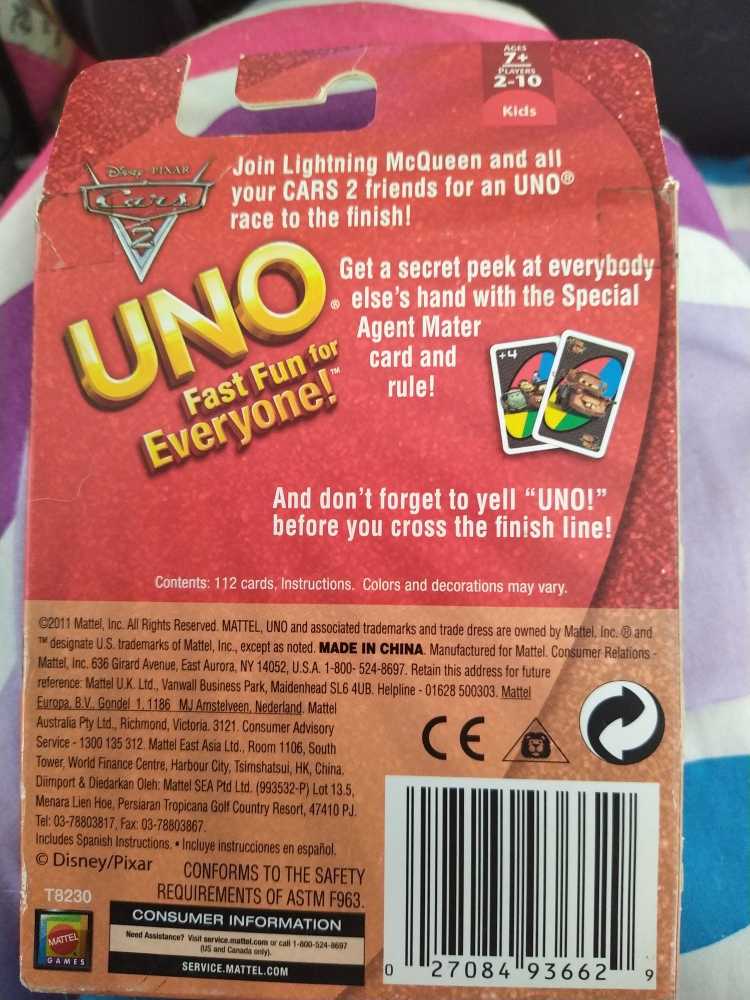 AGES
7+
PLAYERS
2-10
Kids
Disney·PIXAR
Cars
2
Join Lightning McQueen and all
your CARS 2 friends for an UNO®
race to the finish!
UNO®
Fast Fun for
Everyone!™
Get a secret peek at everybody
else's hand with the Special
Agent Mater
card and
rule!
+4
And don't forget to yell “UNO!”
before you cross the finish line!
Contents: 112 cards, Instructions. Colors and decorations may vary.
©2011 Mattel, Inc. All Rights Reserved. MATTEL, UNO and associated trademarks and trade dress are owned by Mattel, Inc. ® and
™ designate U.S. trademarks of Mattel, Inc., except as noted. MADE IN CHINA. Manufactured for Mattel. Consumer Relations -
Mattel, Inc. 636 Girard Avenue, East Aurora, NY 14052, U.S.A. 1-800- 524-8697. Retain this address for future
reference: Mattel U.K. Ltd., Vanwall Business Park, Maidenhead SL6 4UB. Helpline - 01628 500303. Mattel
Europa, B.V., Gondel 1, 1186 MJ Amstelveen, Nederland. Mattel
Australia Pty Ltd., Richmond, Victoria. 3121. Consumer Advisory
Service - 1300 135 312. Mattel East Asia Ltd., Room 1106, South
Tower, World Finance Centre, Harbour City, Tsimshatsui, HK, China.
Diimport & Diedarkan Oleh: Mattel SEA Ptd Ltd. (993532-P) Lot 13.5,
Menara Lien Hoe, Persiaran Tropicana Golf Country Resort, 47410 PJ.
Tel: 03-78803817, Fax: 03-78803867.
Includes Spanish Instructions. • Incluye instrucciones en español.
© Disney/Pixar
CONFORMS TO THE SAFETY
REQUIREMENTS OF ASTM F963.
T8230
MATTEL
GAMES
CONSUMER INFORMATION
Need Assistance? Visit service.mattel.com or call 1-800-524-8697
(US and Canada only).
SERVICE.MATTEL.COM
CE
0 27084 93662 9